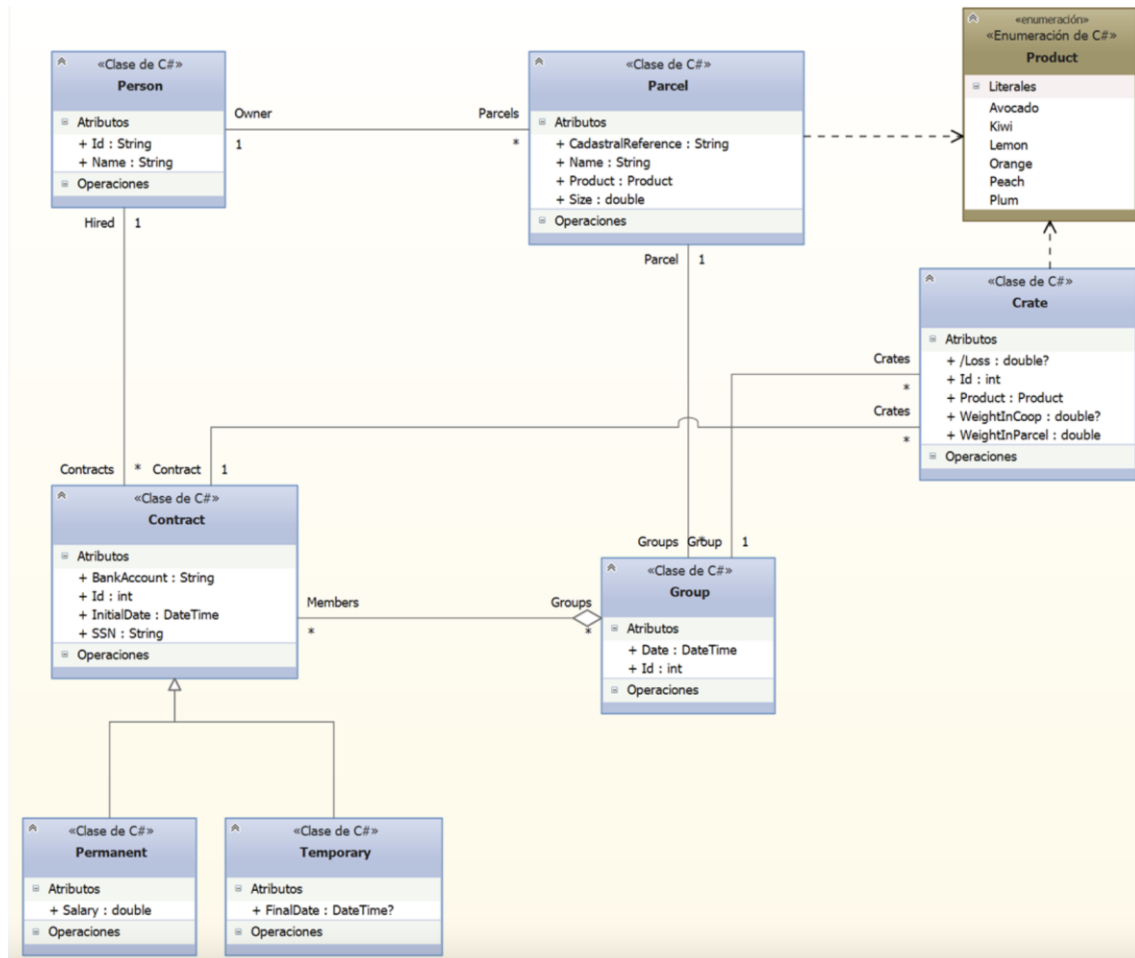 «enumeración»
«Enumeración de C#»
Product
Literales
Avocado
Kiwi
Lemon
Orange
Peach
Plum
«Clase de C#»
Person
Atributos
+ Id : String
+ Name : String
Operaciones
Owner
1
Parcels
*
«Clase de C#»
Parcel
Atributos
+ CadastralReference : String
+ Name : String
+ Product : Product
+ Size : double
Operaciones
Hired
1
Parcel
1
«Clase de C#»
Crate
Atributos
+ /Loss : double?
+ Id : int
+ Product : Product
+ WeightInCoop : double?
+ WeightInParcel : double
Operaciones
Crates
*
Crates
*
Contracts
*
Contract
1
«Clase de C#»
Contract
Atributos
+ BankAccount : String
+ Id : int
+ InitialDate : DateTime
+ SSN : String
Operaciones
Groups
*
Group
1
«Clase de C#»
Group
Atributos
+ Date : DateTime
+ Id : int
Operaciones
Members
*
Groups
*
«Clase de C#»
Permanent
Atributos
+ Salary : double
Operaciones
«Clase de C#»
Temporary
Atributos
+ FinalDate : DateTime?
Operaciones